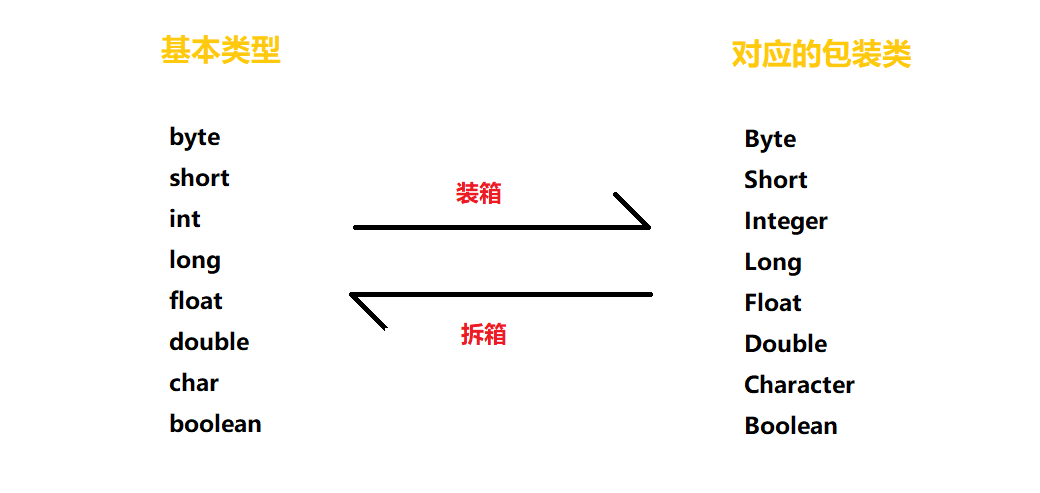 基本类型
byte
short
int
long
float
double
char
boolean
装箱
拆箱
对应的包装类
Byte
Short
Integer
Long
Float
Double
Character
Boolean